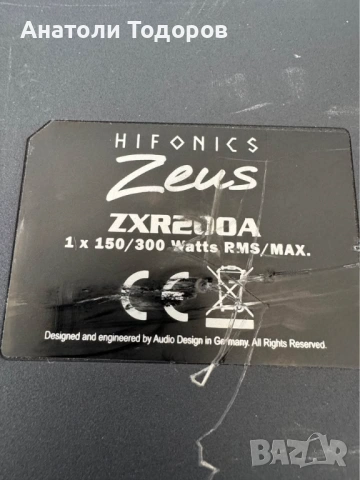 Анатоли Тодоров
HIFONICS
Zeus
ZXR200A
1 x 150/300 Watts RMS/MAX.
CE
Designed and engineered by Audio Design in Germany. All Rights Reserved.
BAZAR